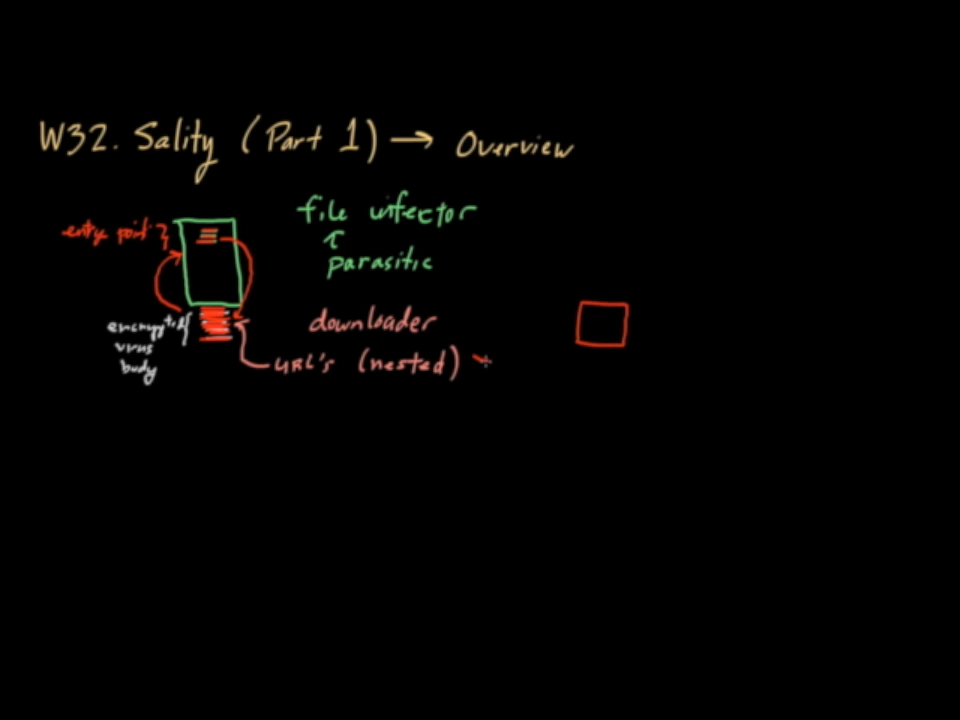 W32. Sality (Part 1) → Overview
file infector
entry point }
↑
parasitic
downloader
encrypted {
virus
body
URL's (nested)